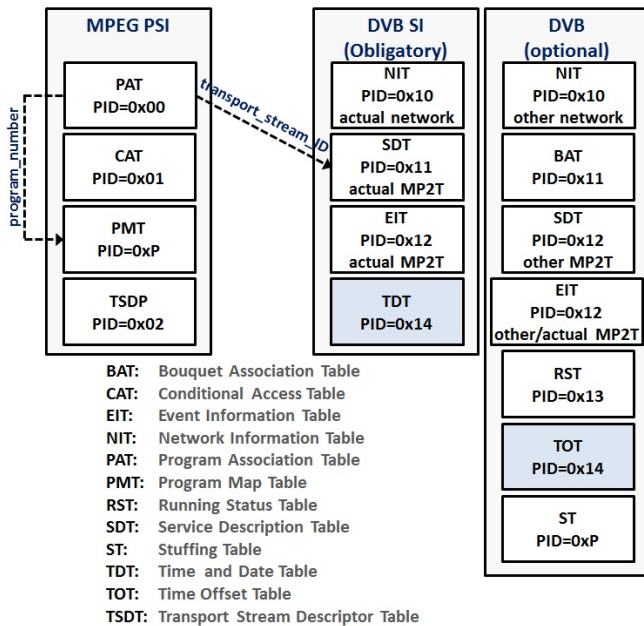 MPEG PSI
PAT
PID=0x00
CAT
PID=0x01
PMT
PID=0xP
TSDP
PID=0x02
program_number
transport_stream_ID
DVB SI
(Obligatory)
NIT
PID=0x10
actual network
SDT
PID=0x11
actual MP2T
EIT
PID=0x12
actual MP2T
TDT
PID=0x14
DVB
(optional)
NIT
PID=0x10
other network
BAT
PID=0x11
SDT
PID=0x12
other MP2T
EIT
PID=0x12
other/actual MP2T
RST
PID=0x13
TOT
PID=0x14
ST
PID=0xP
BAT: Bouquet Association Table
CAT: Conditional Access Table
EIT: Event Information Table
NIT: Network Information Table
PAT: Program Association Table
PMT: Program Map Table
RST: Running Status Table
SDT: Service Description Table
ST: Stuffing Table
TDT: Time and Date Table
TOT: Time Offset Table
TSDT: Transport Stream Descriptor Table